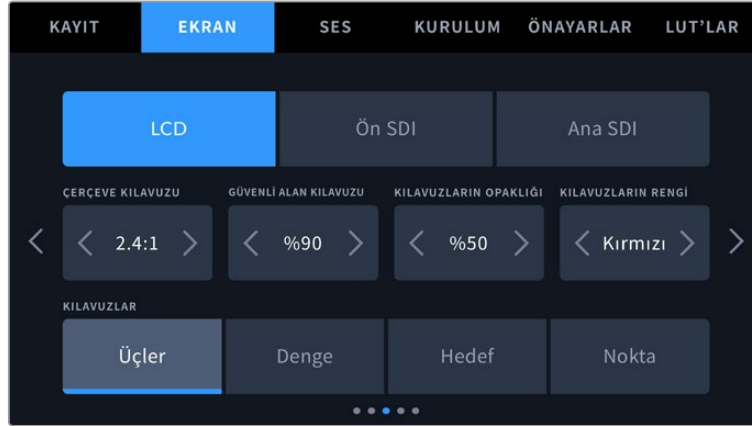 KAYIT EKRAN SES KURULUM ÖNAYARLAR LUT'LAR
LCD Ön SDI Ana SDI
ÇERÇEVE KILAVUZU GÜVENLİ ALAN KILAVUZU KILAVUZLARIN OPAKLIĞI KILAVUZLARIN RENGİ
2.4:1 %90 %50 Kırmızı
KILAVUZLAR
Üçler Denge Hedef Nokta